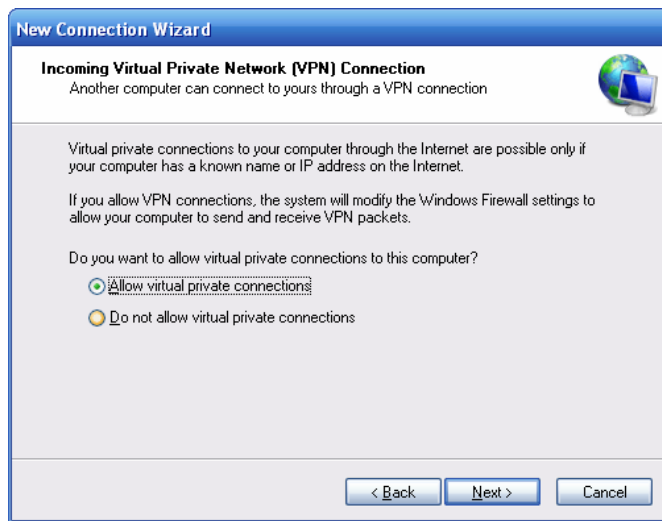 New Connection Wizard
Incoming Virtual Private Network (VPN) Connection
Another computer can connect to yours through a VPN connection
Virtual private connections to your computer through the Internet are possible only if
your computer has a known name or IP address on the Internet.
If you allow VPN connections, the system will modify the Windows Firewall settings to
allow your computer to send and receive VPN packets.
Do you want to allow virtual private connections to this computer?
Allow virtual private connections
Do not allow virtual private connections
< Back Next > Cancel